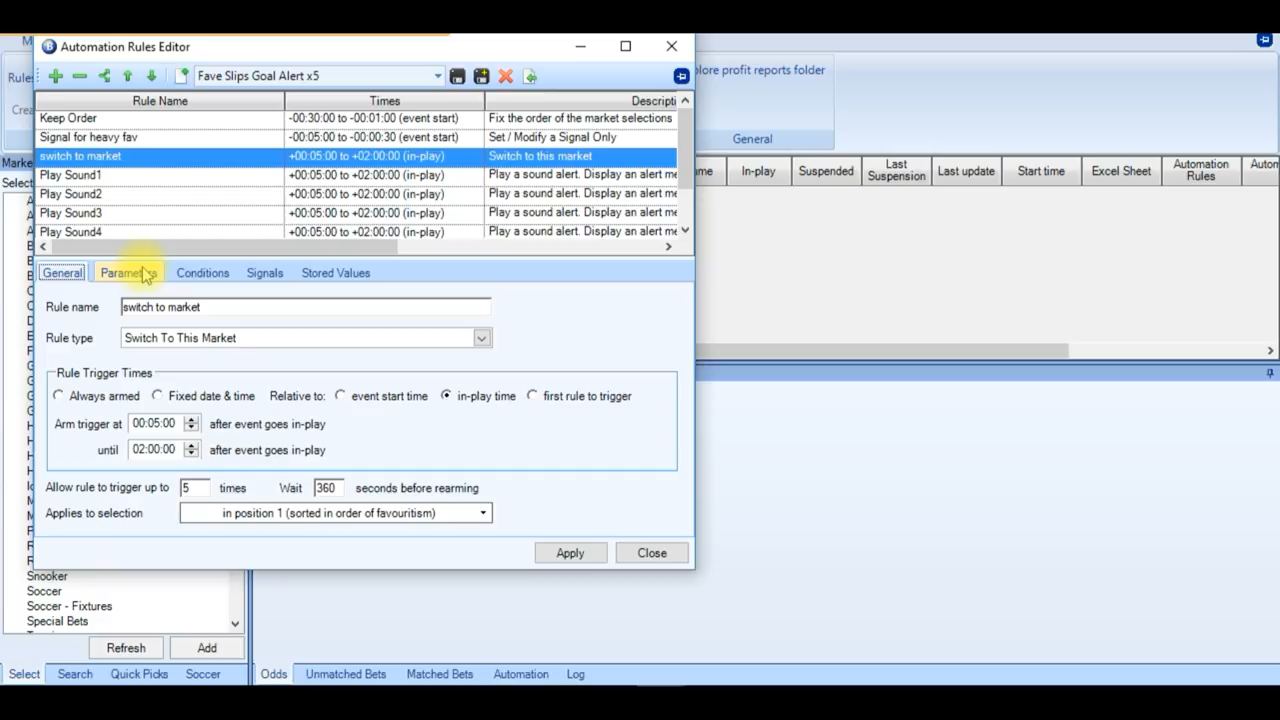 M
Automation Rules Editor
Rules
Fave Slips Goal Alert x5
lore profit reports folder
Crea
General
Rule Name Times Descripti
Keep Order -00:30:00 to -00:01:00 (event start) Fix the order of the market selections
Signal for heavy fav -00:05:00 to -00:00:30 (event start) Set / Modify a Signal Only
switch to market +00:05:00 to +02:00:00 (in-play) Switch to this market
Play Sound1 +00:05:00 to +02:00:00 (in-play) Play a sound alert. Display an alert me
Play Sound2 +00:05:00 to +02:00:00 (in-play) Play a sound alert. Display an alert me
Play Sound3 +00:05:00 to +02:00:00 (in-play) Play a sound alert. Display an alert me
Play Sound4 +00:05:00 to +02:00:00 (in-play) Play a sound alert. Display an alert me
Marke
Select
me In-play Suspended Last Suspension Last update Start time Excel Sheet Automation Rules Autom
General Parameters Conditions Signals Stored Values
Rule name switch to market
Rule type Switch To This Market
Rule Trigger Times
Always armed Fixed date & time Relative to: event start time in-play time first rule to trigger
Arm trigger at 00:05:00 after event goes in-play
until 02:00:00 after event goes in-play
Allow rule to trigger up to 5 times Wait 360 seconds before rearming
Applies to selection in position 1 (sorted in order of favouritism)
Apply Close
Snooker
Soccer
Soccer - Fixtures
Special Bets
Refresh Add
Select Search Quick Picks Soccer Odds Unmatched Bets Matched Bets Automation Log